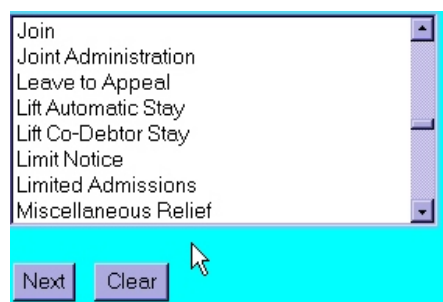 Join
Joint Administration
Leave to Appeal
Lift Automatic Stay
Lift Co-Debtor Stay
Limit Notice
Limited Admissions
Miscellaneous Relief
Next Clear